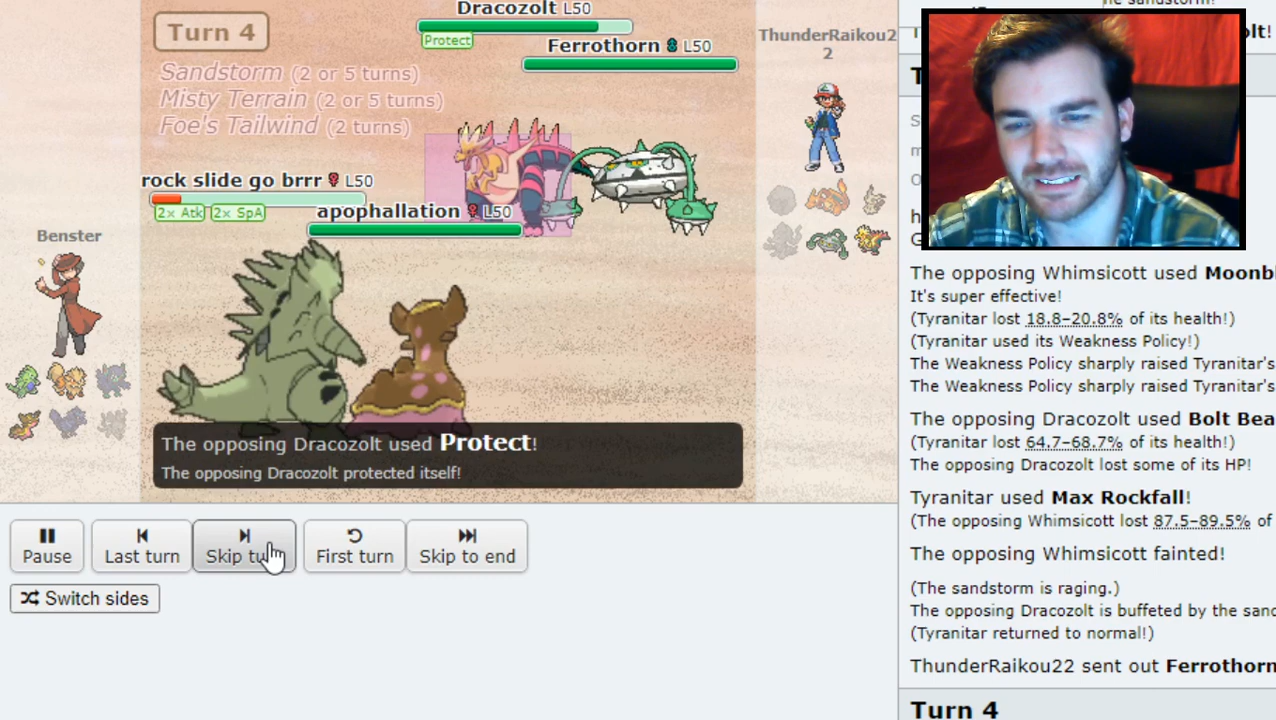 Turn 4
Sandstorm (2 or 5 turns)
Misty Terrain (2 or 5 turns)
Foe's Tailwind (2 turns)
Dracozolt L50
Protect
Ferrothorn L50
ThunderRaikou2
2
rock slide go brrr L50
2x Atk 2x SpA
apophallation L50
Benster
The opposing Dracozolt used Protect!
The opposing Dracozolt protected itself!
Pause
Last turn
Skip tu
First turn
Skip to end
Switch sides
The opposing Whimsicott used Moonbl
It's super effective!
(Tyranitar lost 18.8–20.8% of its health!)
(Tyranitar used its Weakness Policy!)
The Weakness Policy sharply raised Tyranitar's
The Weakness Policy sharply raised Tyranitar's
The opposing Dracozolt used Bolt Bea
(Tyranitar lost 64.7–68.7% of its health!)
The opposing Dracozolt lost some of its HP!
Tyranitar used Max Rockfall!
(The opposing Whimsicott lost 87.5–89.5% of
The opposing Whimsicott fainted!
(The sandstorm is raging.)
The opposing Dracozolt is buffeted by the sand
(Tyranitar returned to normal!)
ThunderRaikou22 sent out Ferrothorn
Turn 4